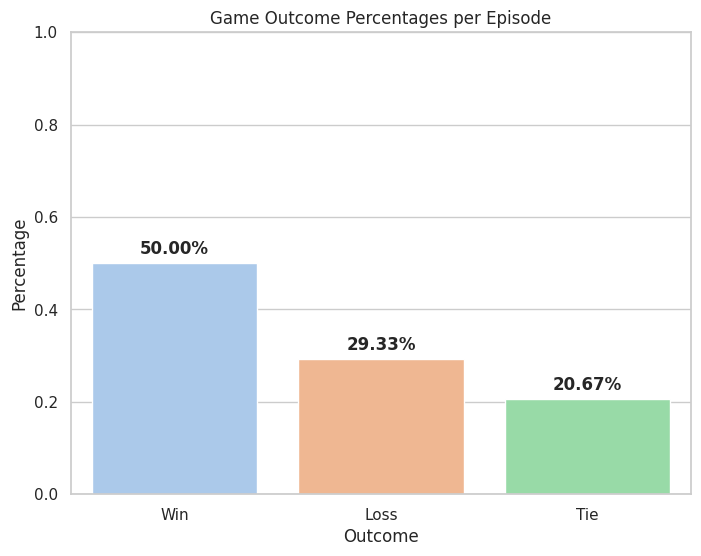 Game Outcome Percentages per Episode
1.0
0.8
0.6
0.4
0.2
0.0
Percentage
50.00%
29.33%
20.67%
Win
Loss
Tie
Outcome